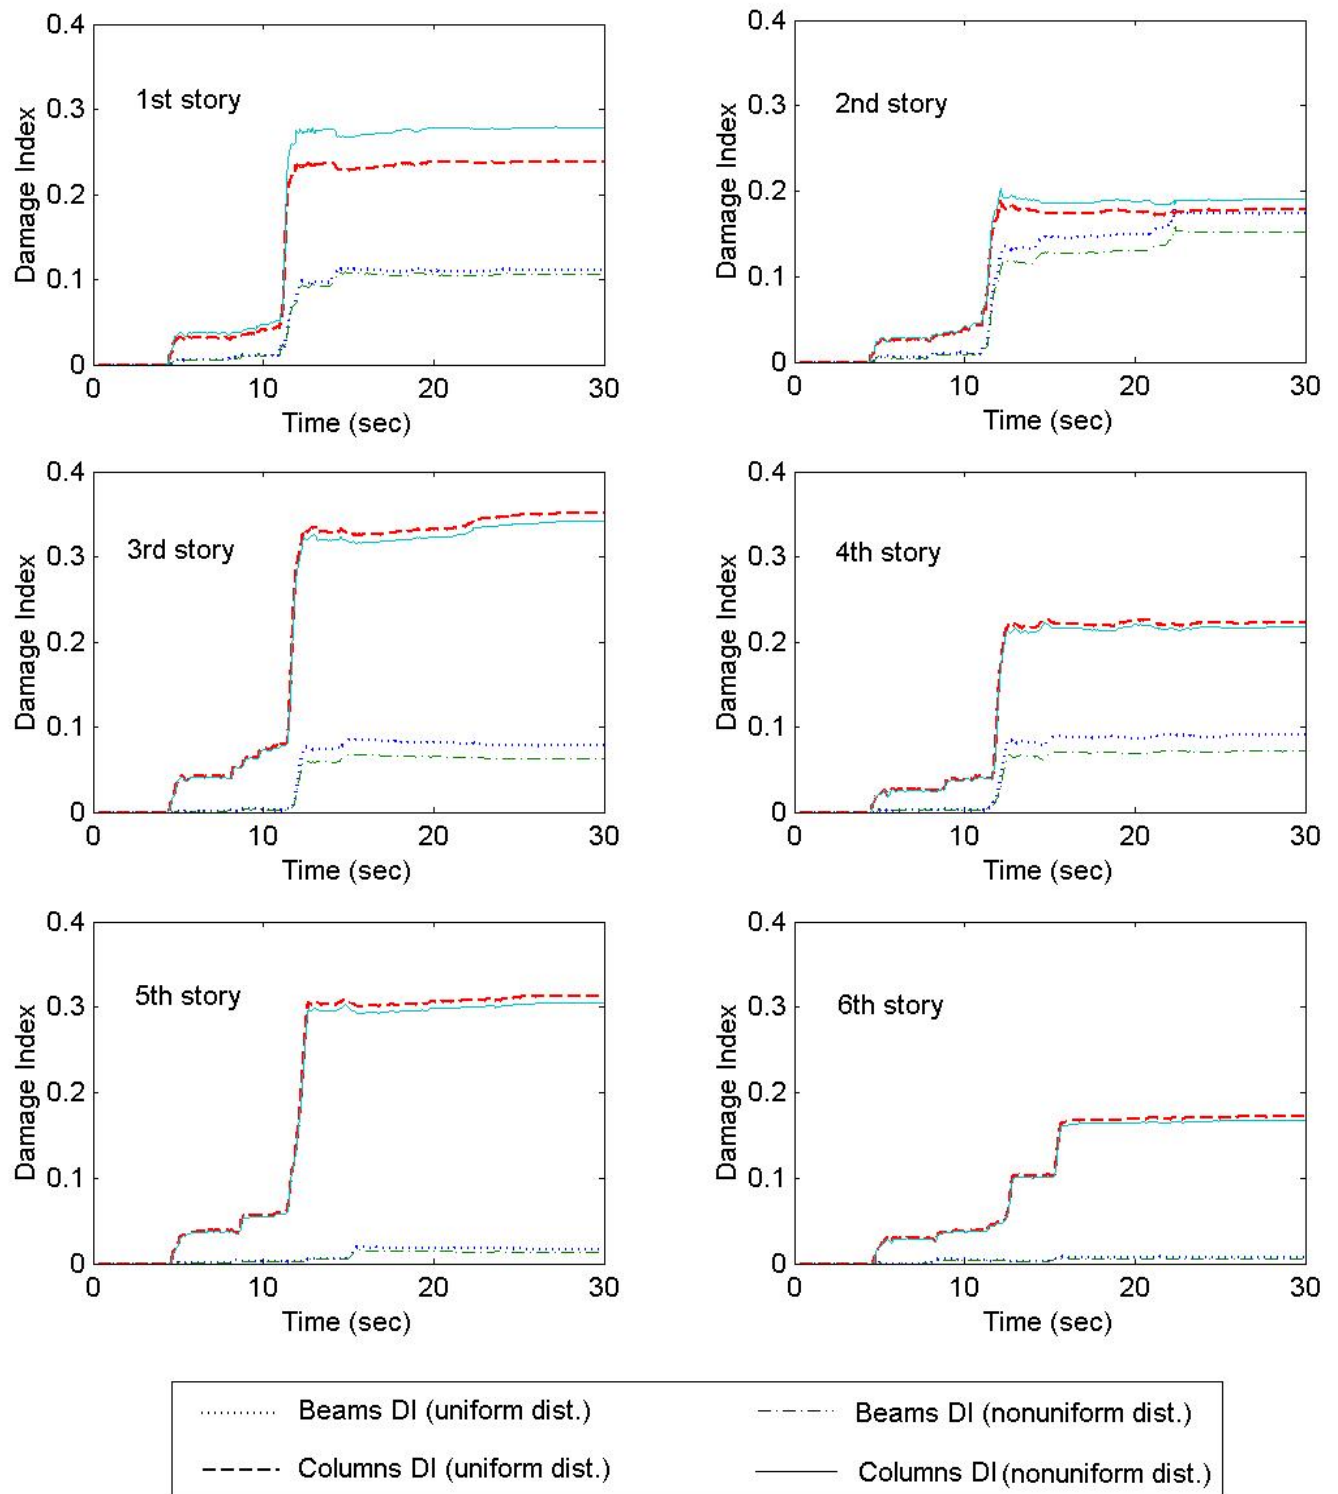 0.4
0.3
0.2
0.1
0
Damage Index
1st story
0 10 20 30
Time (sec)
0.4
0.3
0.2
0.1
0
Damage Index
2nd story
0 10 20 30
Time (sec)
0.4
0.3
0.2
0.1
0
Damage Index
3rd story
0 10 20 30
Time (sec)
0.4
0.3
0.2
0.1
0
Damage Index
4th story
0 10 20 30
Time (sec)
0.4
0.3
0.2
0.1
0
Damage Index
5th story
0 10 20 30
Time (sec)
0.4
0.3
0.2
0.1
0
Damage Index
6th story
0 10 20 30
Time (sec)
Beams DI (uniform dist.)
Beams DI (nonuniform dist.)
Columns DI (uniform dist.)
Columns DI (nonuniform dist.)